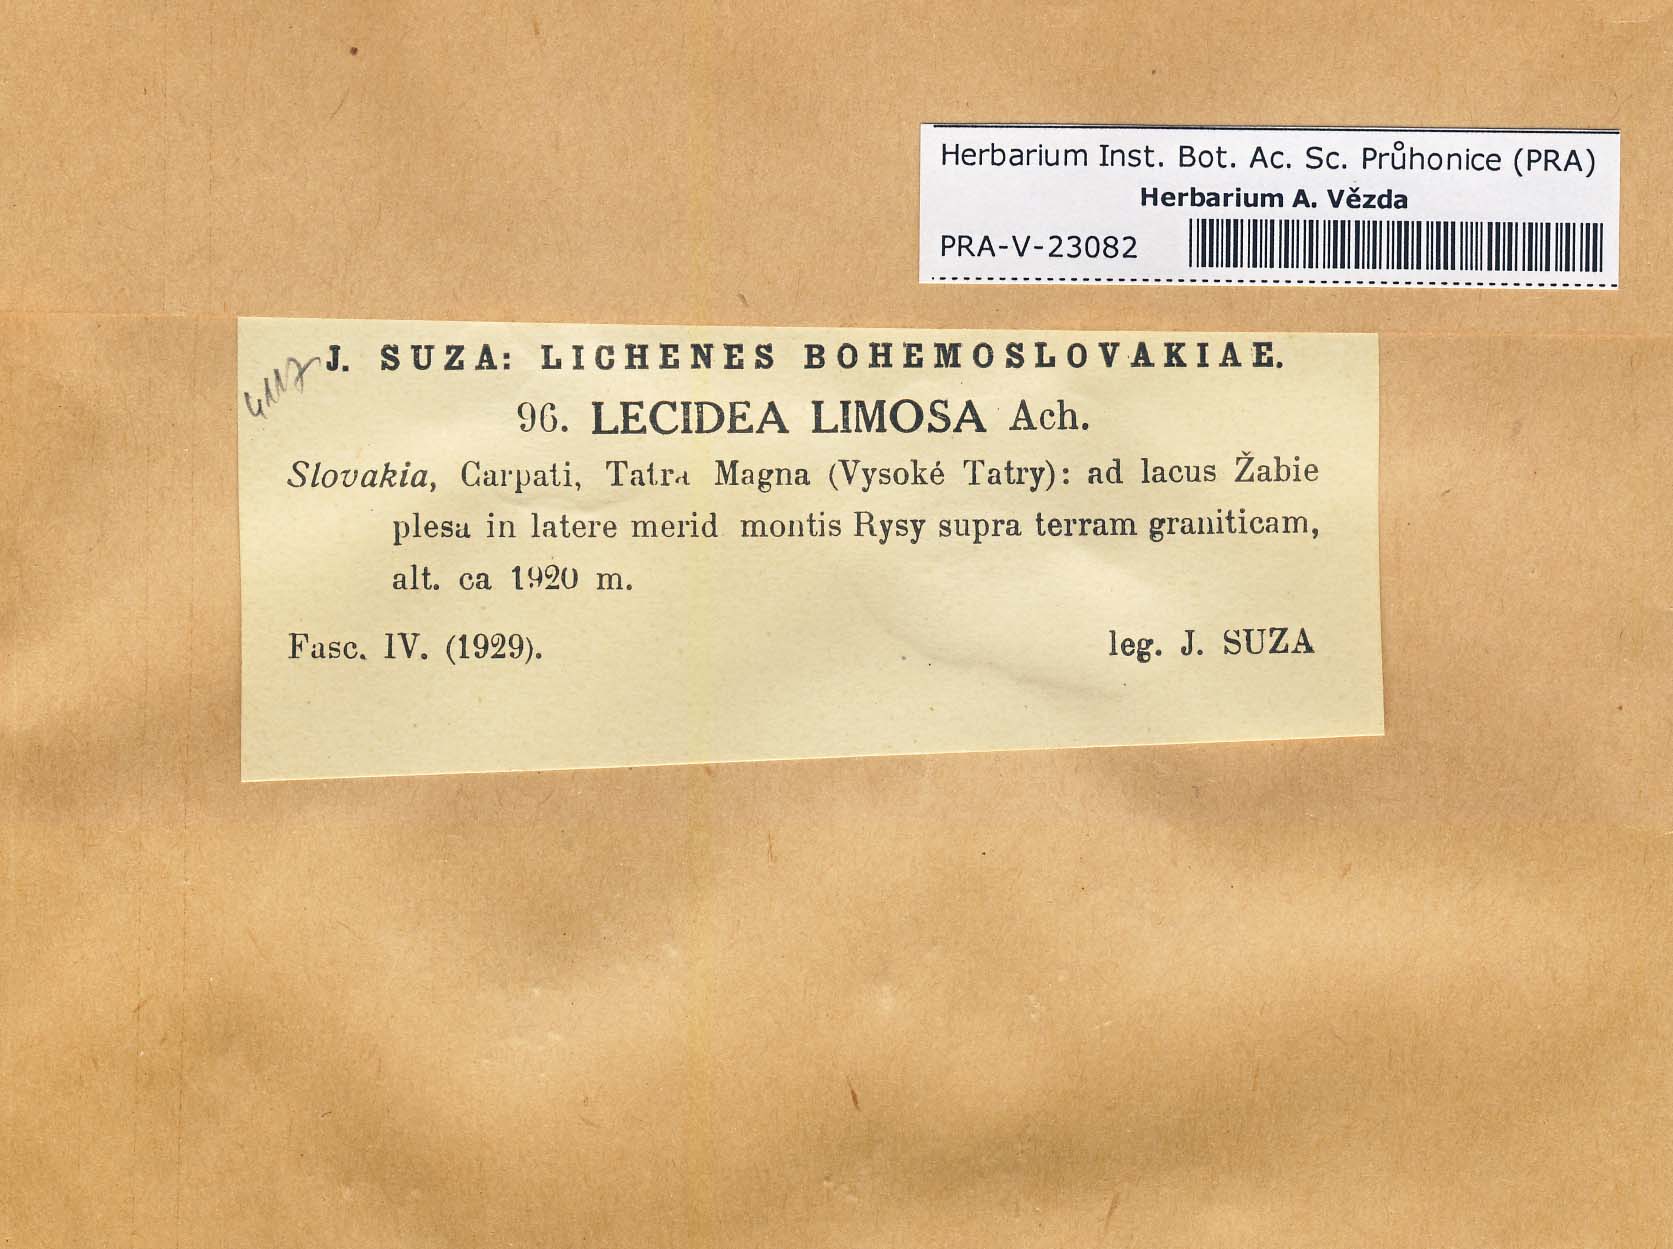 Herbarium Inst. Bot. Ac. Sc. Průhonice (PRA)
Herbarium A. Vězda
PRA-V-23082
J. SUZA: LICHENES BOHEMOSLOVAKIAE.
96. LECIDEA LIMOSA Ach.
Slovakia, Carpati, Tatra Magna (Vysoké Tatry): ad lacus Žabie
plesa in latere merid montis Rysy supra terram graniticam,
alt. ca 1920 m.
Fasc. IV. (1929).
leg. J. SUZA